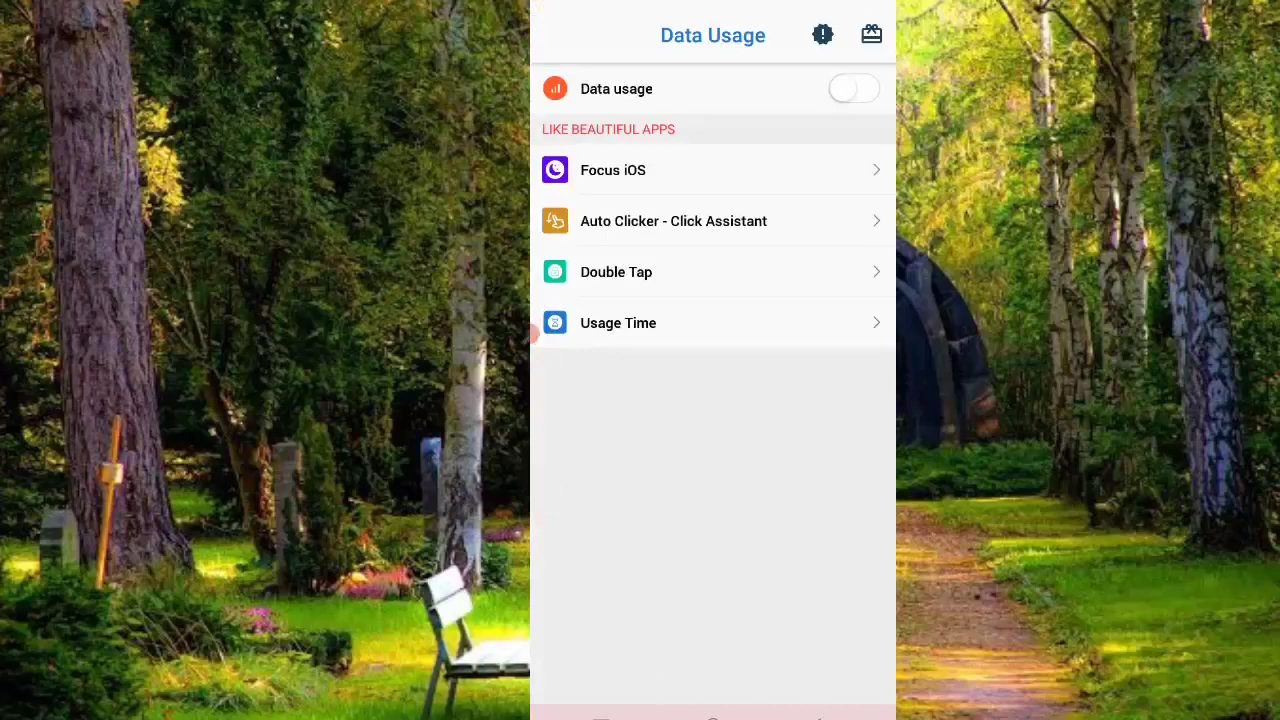 Data Usage
Data usage
LIKE BEAUTIFUL APPS
Focus iOS
Auto Clicker - Click Assistant
Double Tap
Usage Time